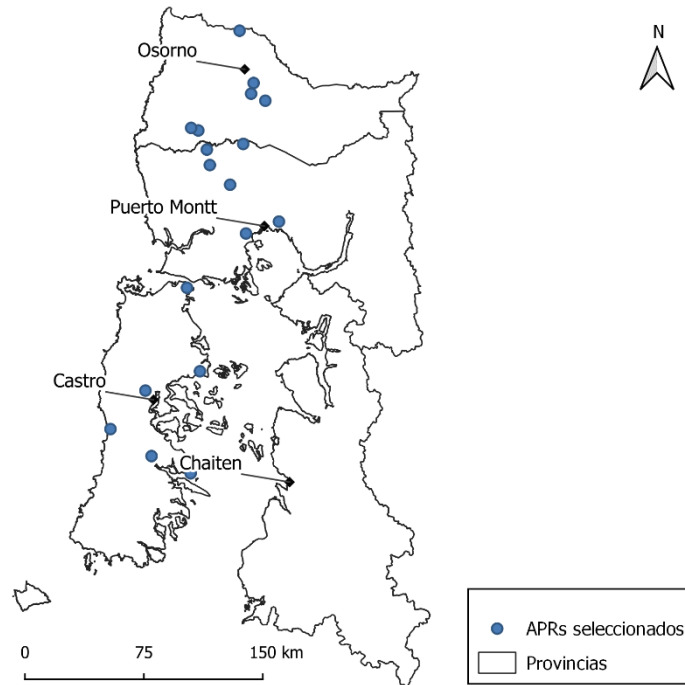 N
Osorno
Puerto Montt
Castro
Chaiten
APRs seleccionados
Provincias
0 75 150 km